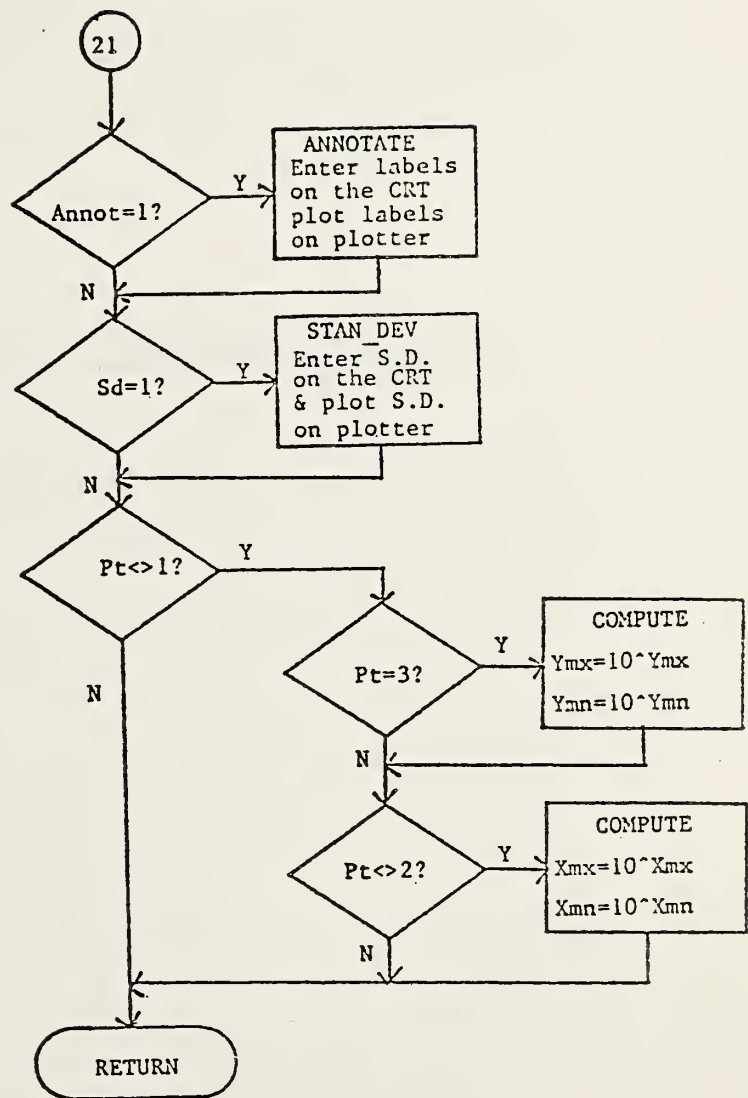 21
Annot=1?
Y
ANNOTATE
Enter labels
on the CRT
plot labels
on plotter
N
Sd=1?
Y
STAN_DEV
Enter S.D.
on the CRT
& plot S.D.
on plotter
N
Pt<>1?
Y
N
Pt=3?
Y
COMPUTE
Ymx=10^Ymx
Ymn=10^Ymn
N
Pt<>2?
Y
COMPUTE
Xmx=10^Xmx
Xmn=10^Xmn
N
RETURN